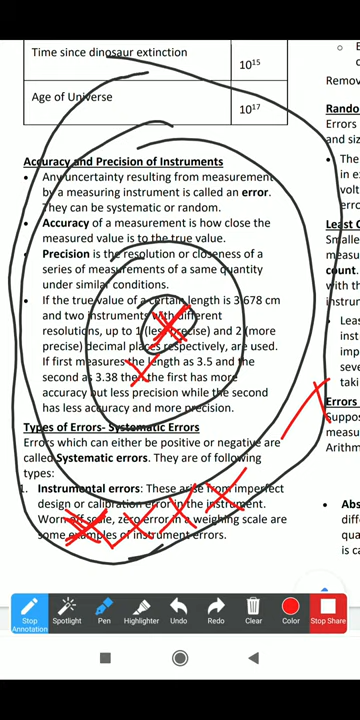 Time since dinosaur extinction
10¹⁵
Age of Universe
10¹⁷
Accuracy and Precision of Instruments
• Any uncertainty resulting from measurement
by a measuring instrument is called an error.
They can be systematic or random.
• Accuracy of a measurement is how close the
measured value is to the true value.
• Precision is the resolution or closeness of a
series of measurements of a same quantity
under similar conditions.
• If the true value of a certain length is 3.678 cm
and two instruments with different
resolutions, up to 1 (less precise) and 2 (more
precise) decimal places respectively, are used.
If first measures the length as 3.5 and the
second as 3.38 then the first has more
accuracy but less precision while the second
has less accuracy and more precision.
Types of Errors- Systematic Errors
Errors which can either be positive or negative are
called Systematic errors. They are of following
types:
1. Instrumental errors: These arise from imperfect
design or calibration error in the instrument.
Worn off scale, zero error in a weighing scale are
some examples of instrument errors.
Remov
Rando
Errors
and siz
• The
in ex
volt
erro
Least C
Smalle
measu
count.
with th
instru
• Leas
inst
imp
seve
taki
Errors
Suppos
measu
Arithm
• Abs
diffe
qua
is ca
Stop Annotation
Spotlight
Pen
Highlighter
Undo
Redo
Clear
Color
Stop Share